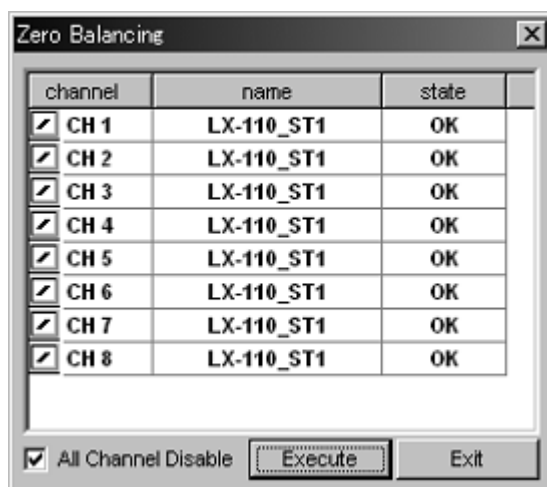 Zero Balancing
channel name state
CH 1 LX-110_ST1 OK
CH 2 LX-110_ST1 OK
CH 3 LX-110_ST1 OK
CH 4 LX-110_ST1 OK
CH 5 LX-110_ST1 OK
CH 6 LX-110_ST1 OK
CH 7 LX-110_ST1 OK
CH 8 LX-110_ST1 OK
All Channel Disable Execute Exit